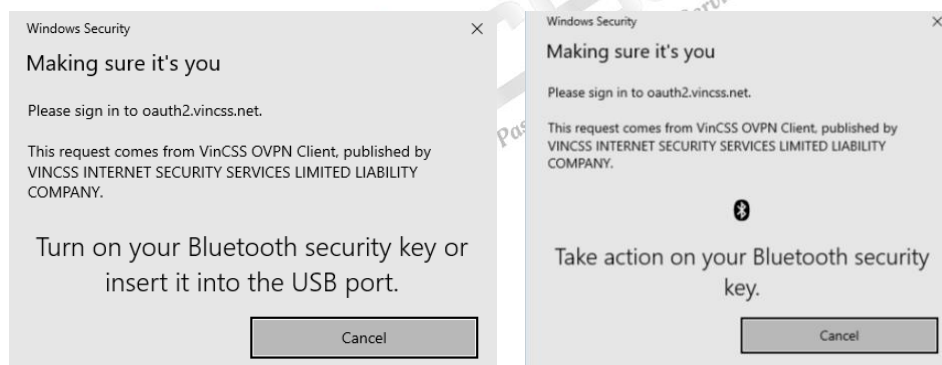 Windows Security
Making sure it's you
Please sign in to oauth2.vincss.net.
This request comes from VinCSS OVPN Client, published by
VINCSS INTERNET SECURITY SERVICES LIMITED LIABILITY
COMPANY.
Turn on your Bluetooth security key or
insert it into the USB port.
Cancel
Windows Security
Making sure it's you
Please sign in to oauth2.vincss.net.
This request comes from VinCSS OVPN Client, published by
VINCSS INTERNET SECURITY SERVICES LIMITED LIABILITY
COMPANY.
Take action on your Bluetooth security
key.
Cancel